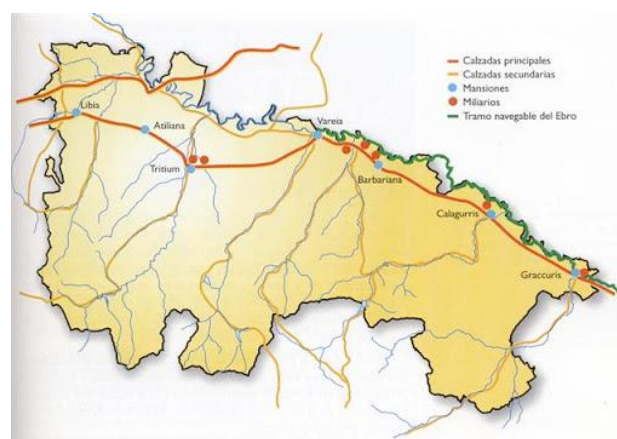 Calzadas principales
Calzadas secundarias
Mansiones
Miliarios
Tramo navegable del Ebro
Libia
Atiliana
Vareia
Tritium
Barbariana
Calagurris
Graccuris